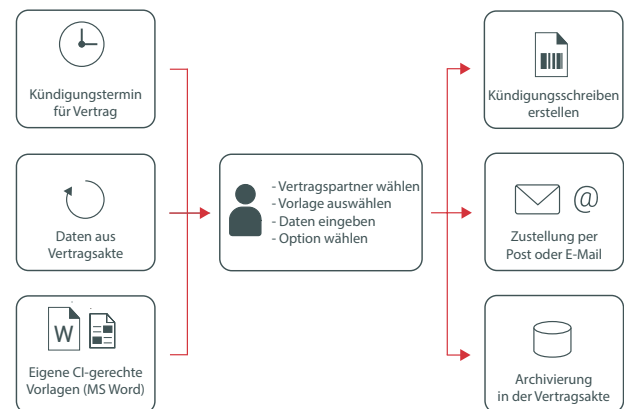 Kündigungstermin
für Vertrag
Daten aus
Vertragsakte
W
Eigene CI-gerechte
Vorlagen (MS Word)
- Vertragspartner wählen
- Vorlage auswählen
- Daten eingeben
- Option wählen
Kündigungsschreiben
erstellen
@
Zustellung per
Post oder E-Mail
Archivierung
in der Vertragsakte